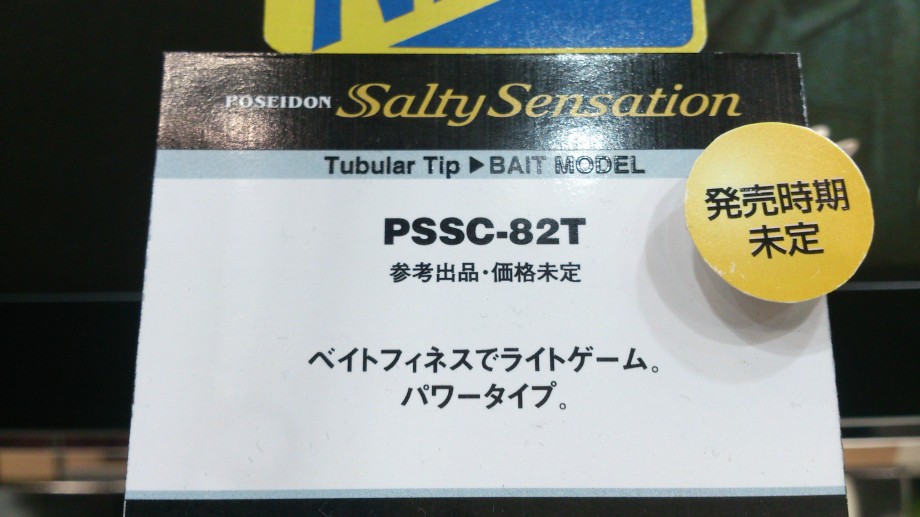 POSEIDON Salty Sensation
Tubular Tip ▶ BAIT MODEL
発売時期
未定
PSSC-82T
参考出品・価格未定
ベイトフィネスでライトゲーム。
パワータイプ。